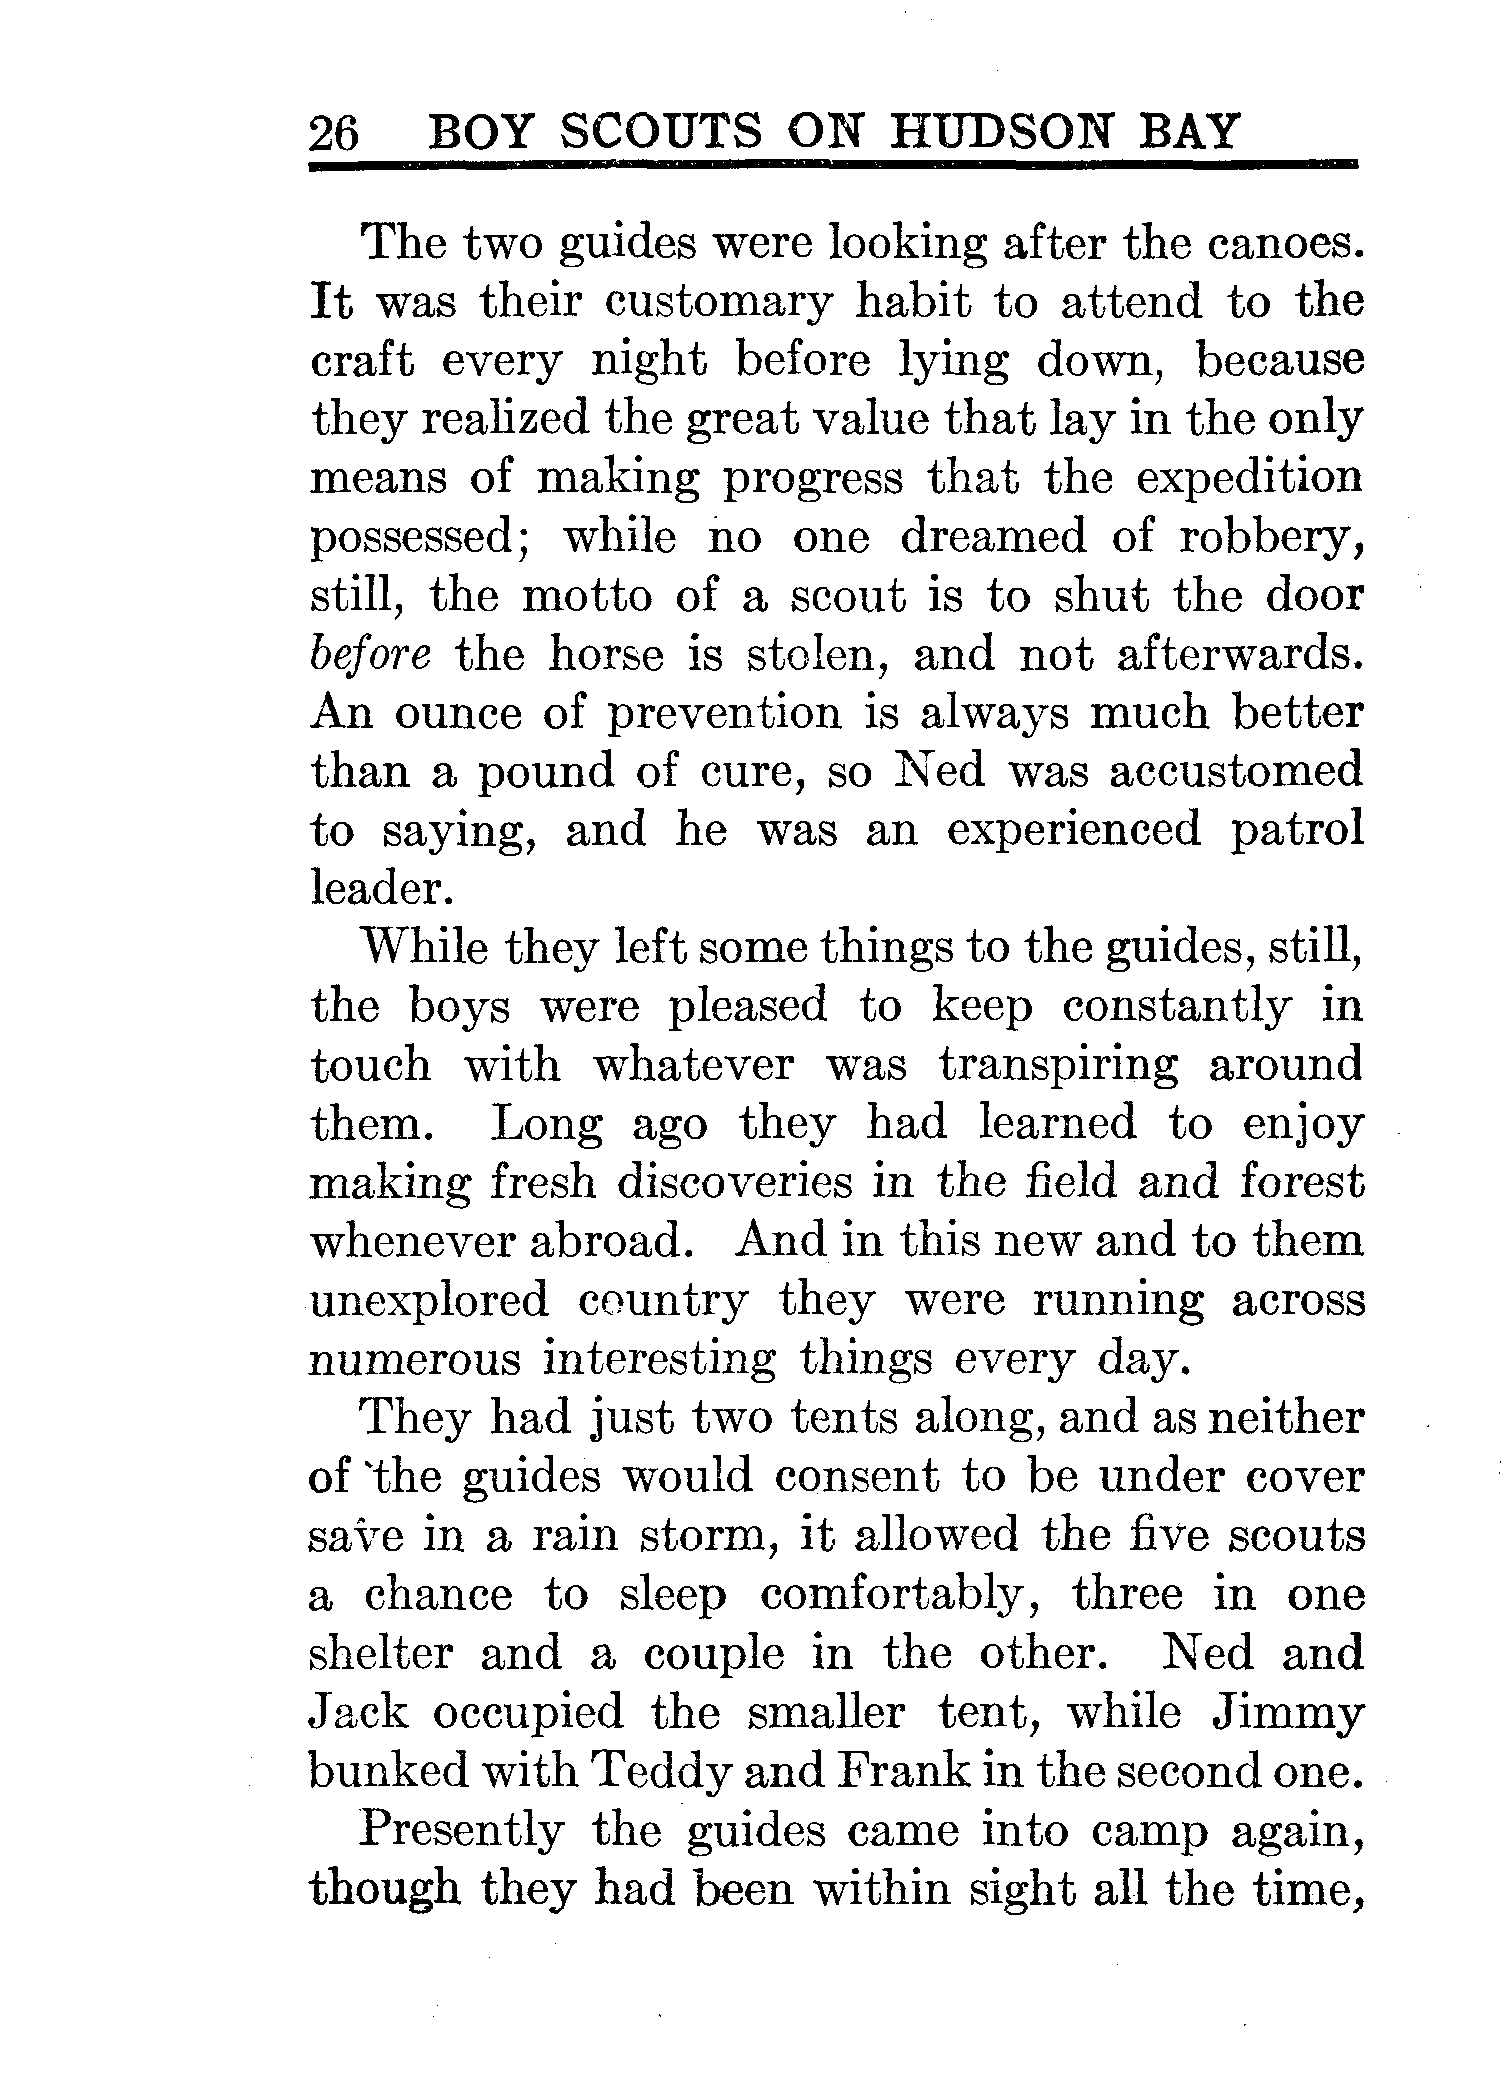 26 BOY SCOUTS ON HUDSON BAY
The two guides were looking after the canoes.
It was their customary habit to attend to the
craft every night before lying down, because
they realized the great value that lay in the only
means of making progress that the expedition
possessed; while no one dreamed of robbery,
still, the motto of a scout is to shut the door
before the horse is stolen, and not afterwards.
An ounce of prevention is always much better
than a pound of cure, so Ned was accustomed
to saying, and he was an experienced patrol
leader.
While they left some things to the guides, still,
the boys were pleased to keep constantly in
touch with whatever was transpiring around
them. Long ago they had learned to enjoy
making fresh discoveries in the field and forest
whenever abroad. And in this new and to them
unexplored country they were running across
numerous interesting things every day.
They had just two tents along, and as neither
of the guides would consent to be under cover
save in a rain storm, it allowed the five scouts
a chance to sleep comfortably, three in one
shelter and a couple in the other. Ned and
Jack occupied the smaller tent, while Jimmy
bunked with Teddy and Frank in the second one.
Presently the guides came into camp again,
though they had been within sight all the time,